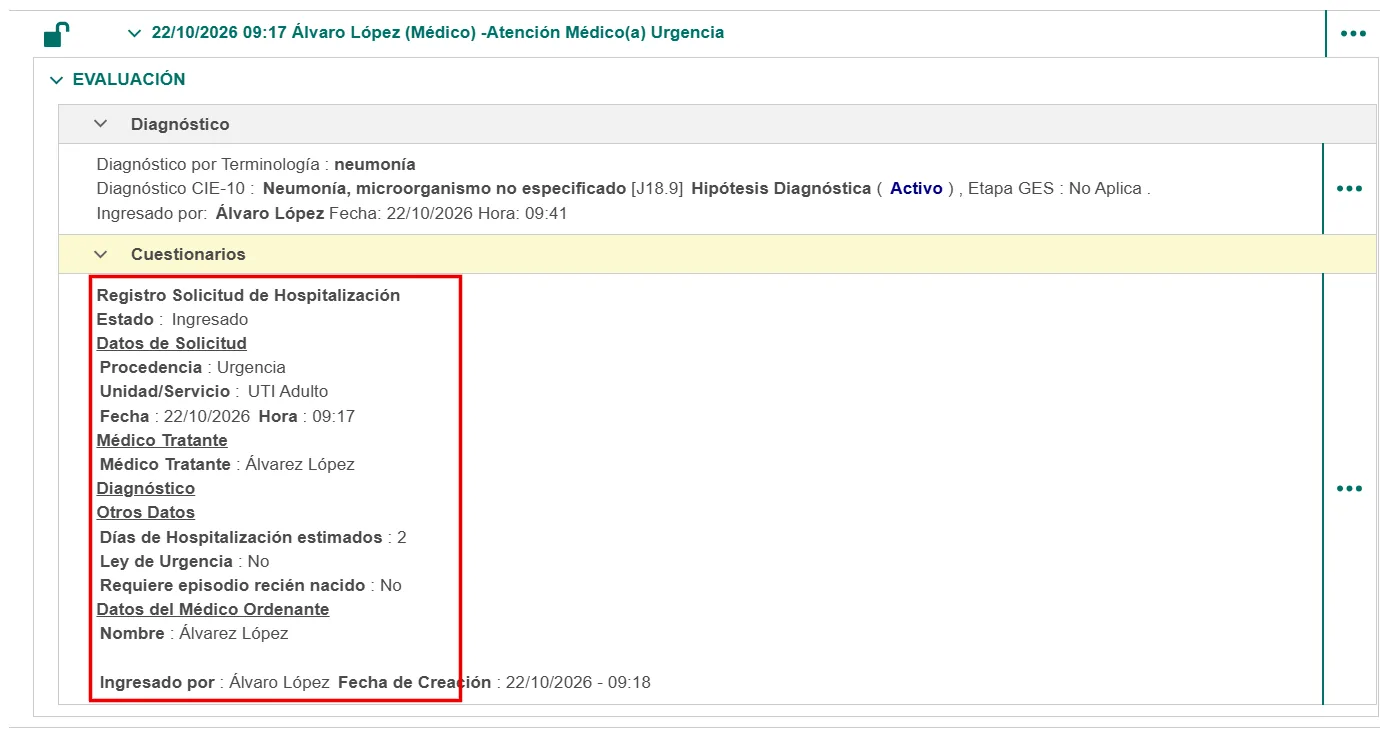 22/10/2026 09:17 Álvaro López (Médico) -Atención Médico(a) Urgencia
EVALUACIÓN
Diagnóstico
Diagnóstico por Terminología : neumonía
Diagnóstico CIE-10 : Neumonía, microorganismo no especificado [J18.9] Hipótesis Diagnóstica ( Activo ) , Etapa GES : No Aplica .
Ingresado por: Álvaro López Fecha: 22/10/2026 Hora: 09:41
Cuestionarios
Registro Solicitud de Hospitalización
Estado : Ingresado
Datos de Solicitud
Procedencia : Urgencia
Unidad/Servicio : UTI Adulto
Fecha : 22/10/2026 Hora : 09:17
Médico Tratante
Médico Tratante : Álvarez López
Diagnóstico
Otros Datos
Días de Hospitalización estimados : 2
Ley de Urgencia : No
Requiere episodio recién nacido : No
Datos del Médico Ordenante
Nombre : Álvarez López
Ingresado por : Álvaro López Fecha de Creación : 22/10/2026 - 09:18